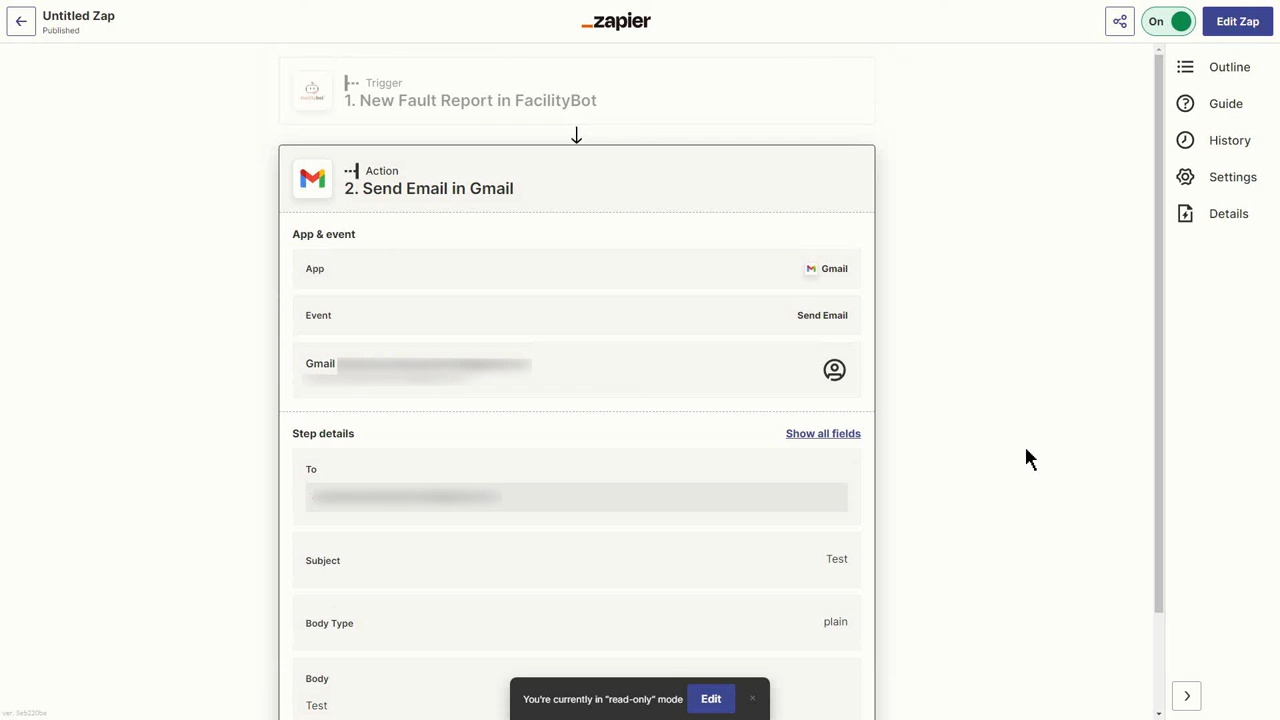 Untitled Zap
Published
_zapier
On
Edit Zap
Trigger
1. New Fault Report in FacilityBot
Action
2. Send Email in Gmail
App & event
App
Gmail
Event
Send Email
Gmail
Step details
Show all fields
To
Subject
Test
Body Type
plain
Body
Test
You're currently in "read-only" mode
Edit
×
Outline
Guide
History
Settings
Details